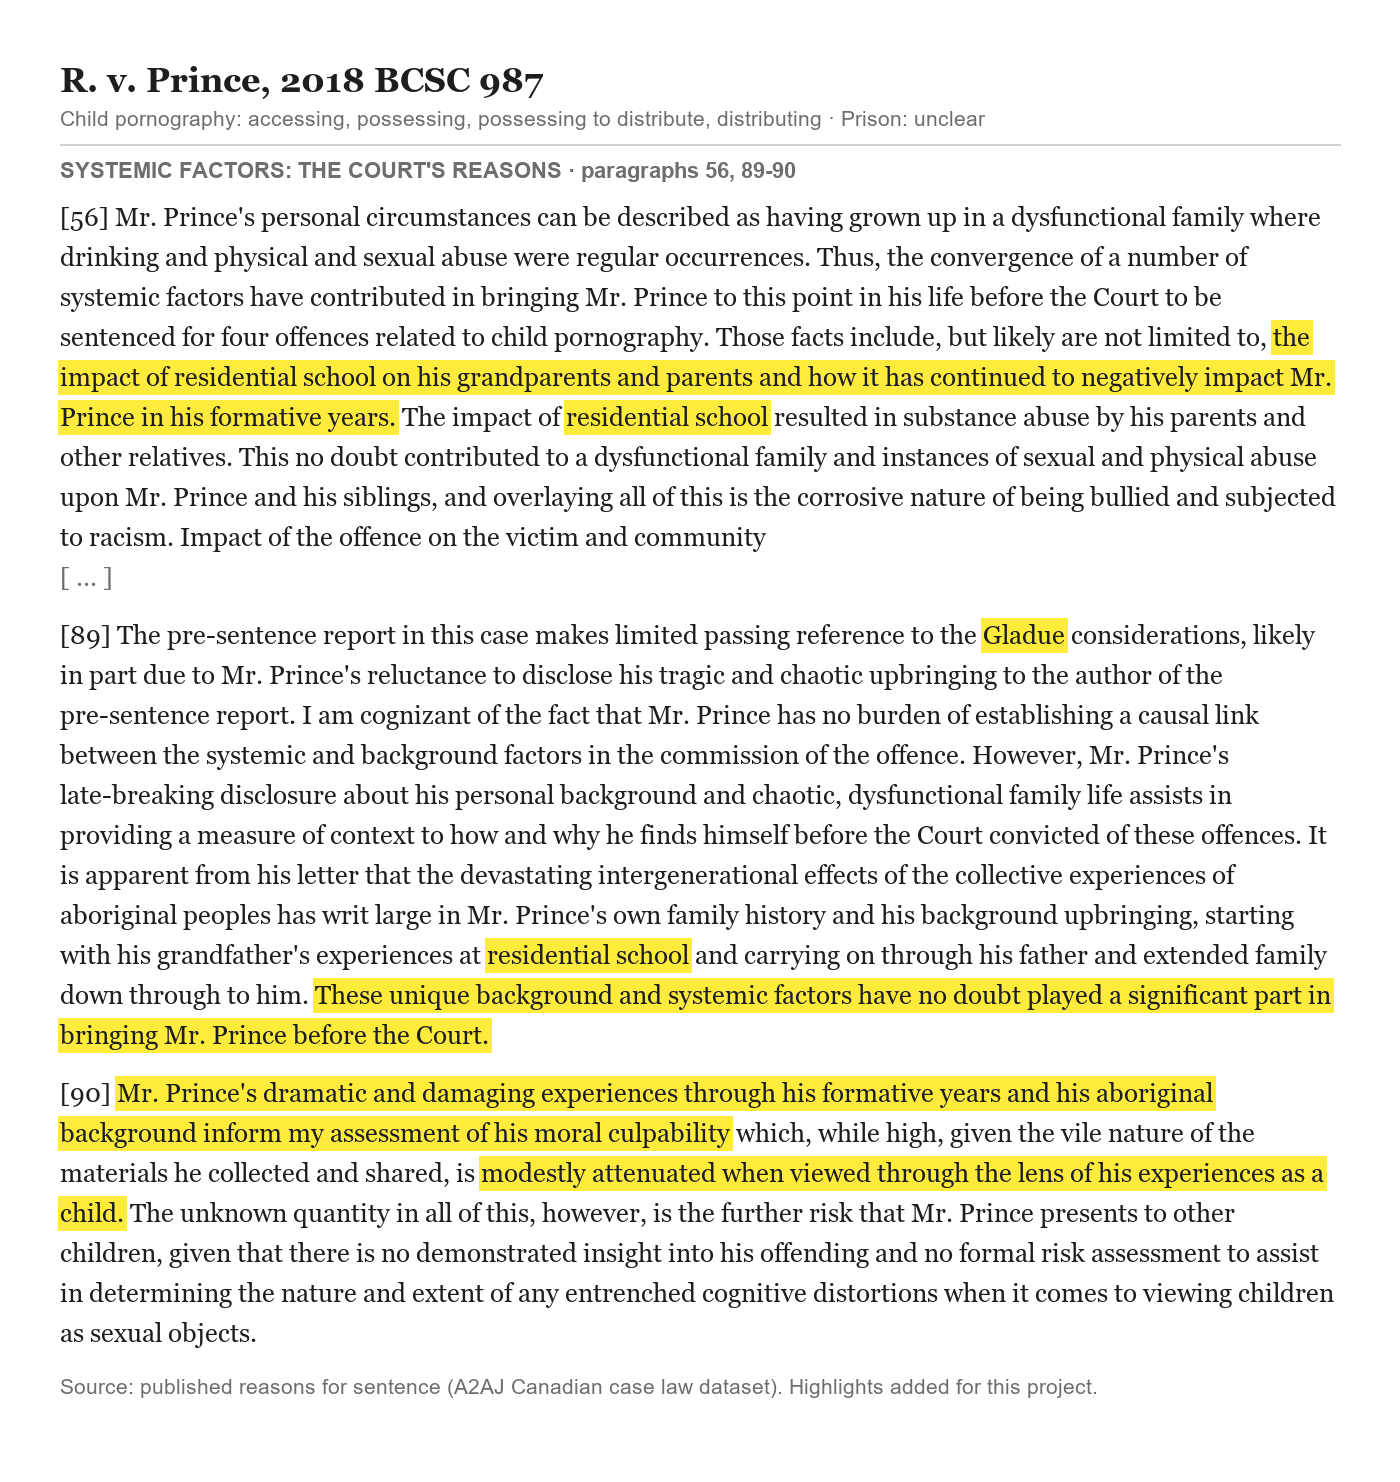 R. v. Prince, 2018 BCSC 987
Child pornography: accessing, possessing, possessing to distribute, distributing · Prison: unclear
SYSTEMIC FACTORS: THE COURT'S REASONS · paragraphs 56, 89-90
[56] Mr. Prince's personal circumstances can be described as having grown up in a dysfunctional family where
drinking and physical and sexual abuse were regular occurrences. Thus, the convergence of a number of
systemic factors have contributed in bringing Mr. Prince to this point in his life before the Court to be
sentenced for four offences related to child pornography. Those facts include, but likely are not limited to, the
impact of residential school on his grandparents and parents and how it has continued to negatively impact Mr.
Prince in his formative years. The impact of residential school resulted in substance abuse by his parents and
other relatives. This no doubt contributed to a dysfunctional family and instances of sexual and physical abuse
upon Mr. Prince and his siblings, and overlaying all of this is the corrosive nature of being bullied and subjected
to racism. Impact of the offence on the victim and community
[ ... ]
[89] The pre-sentence report in this case makes limited passing reference to the Gladue considerations, likely
in part due to Mr. Prince's reluctance to disclose his tragic and chaotic upbringing to the author of the
pre-sentence report. I am cognizant of the fact that Mr. Prince has no burden of establishing a causal link
between the systemic and background factors in the commission of the offence. However, Mr. Prince's
late-breaking disclosure about his personal background and chaotic, dysfunctional family life assists in
providing a measure of context to how and why he finds himself before the Court convicted of these offences. It
is apparent from his letter that the devastating intergenerational effects of the collective experiences of
aboriginal peoples has writ large in Mr. Prince's own family history and his background upbringing, starting
with his grandfather's experiences at residential school and carrying on through his father and extended family
down through to him. These unique background and systemic factors have no doubt played a significant part in
bringing Mr. Prince before the Court.
[90] Mr. Prince's dramatic and damaging experiences through his formative years and his aboriginal
background inform my assessment of his moral culpability which, while high, given the vile nature of the
materials he collected and shared, is modestly attenuated when viewed through the lens of his experiences as a
child. The unknown quantity in all of this, however, is the further risk that Mr. Prince presents to other
children, given that there is no demonstrated insight into his offending and no formal risk assessment to assist
in determining the nature and extent of any entrenched cognitive distortions when it comes to viewing children
as sexual objects.
Source: published reasons for sentence (A2AJ Canadian case law dataset). Highlights added for this project.